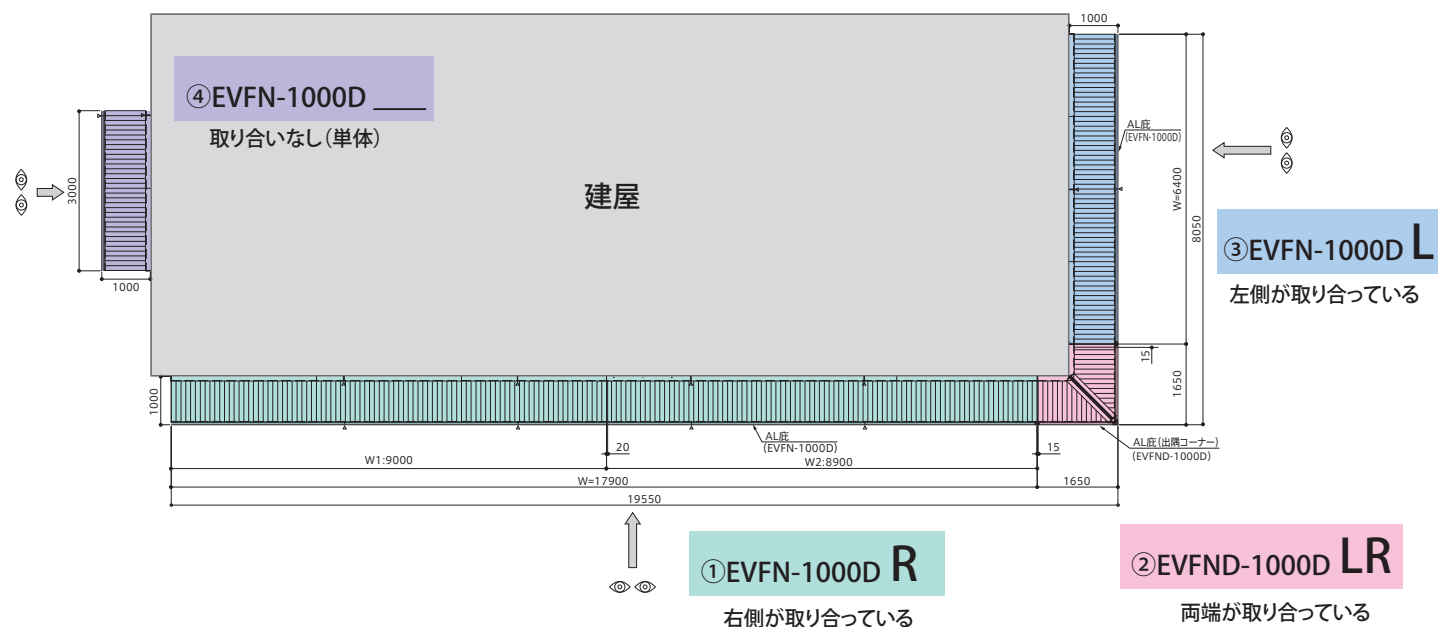 ④EVFN-1000D ____
取り合いなし（単体）
建屋
1000
AL庇
(EVFN-1000D)
3000
1000
W=6400
8050
③EVFN-1000D L
左側が取り合っている
15
1650
1000
AL庇
(EVFN-1000D)
AL庇(出隅コーナー)
(EVFND-1000D)
20
15
W1:9000
W2:8900
W=17900
1650
19550
①EVFN-1000D R
右側が取り合っている
②EVFND-1000D LR
両端が取り合っている